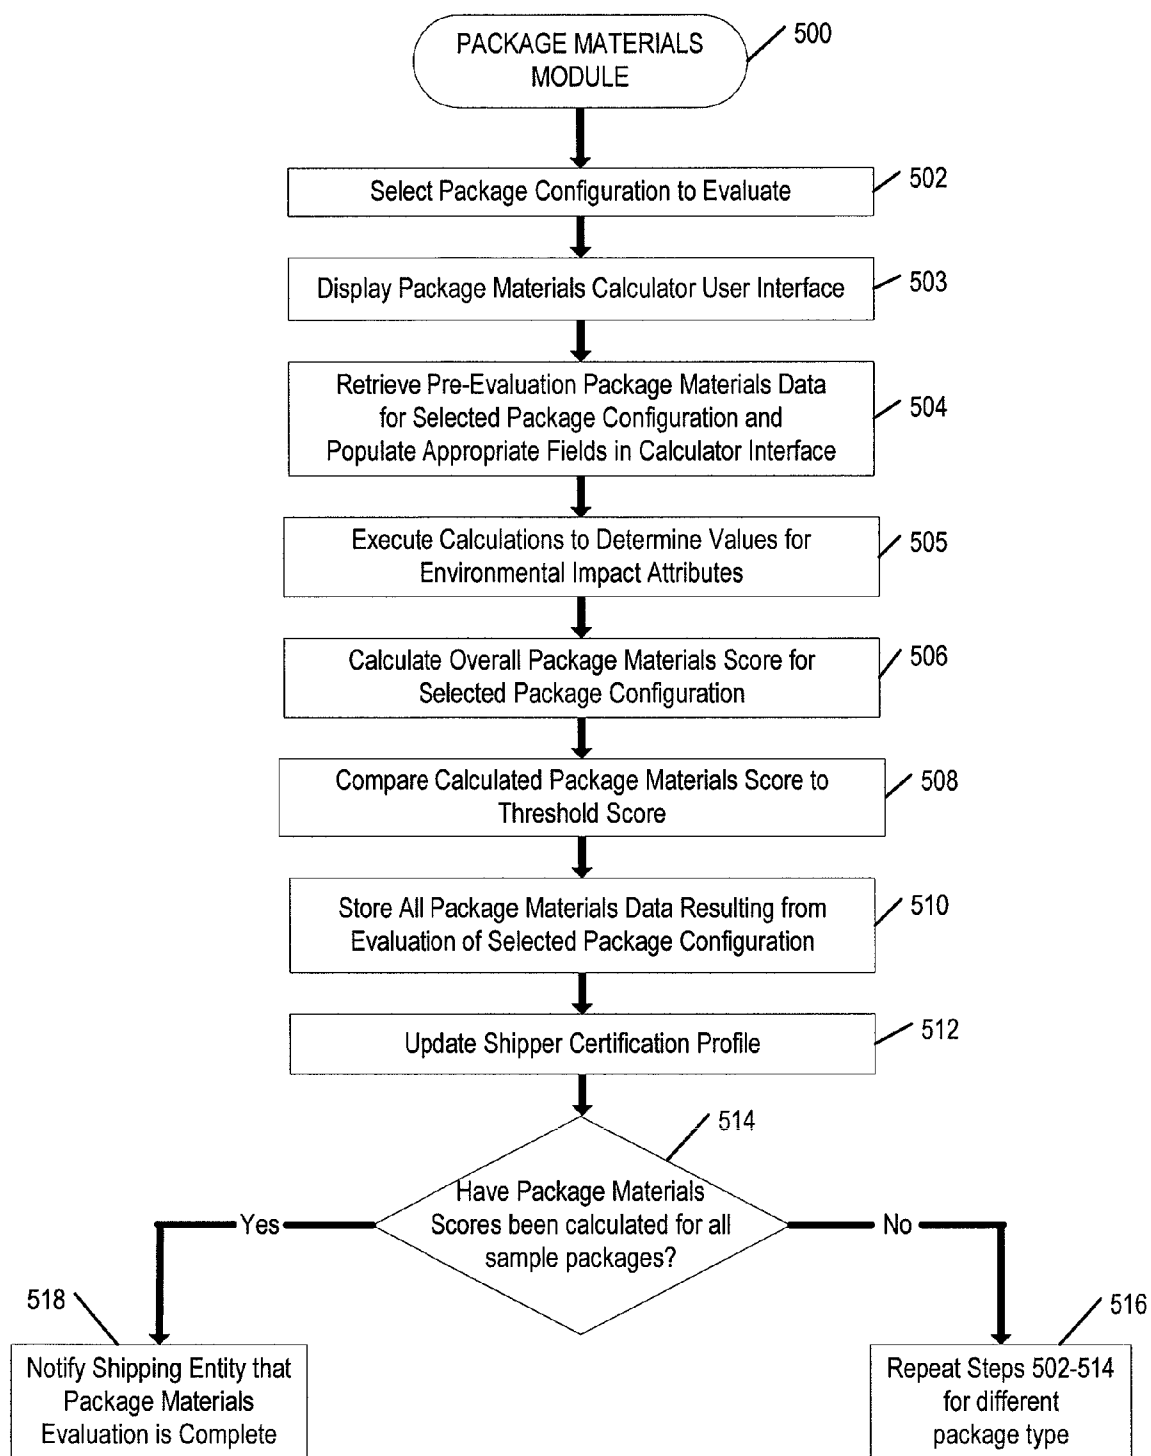 PACKAGE MATERIALS
MODULE
500
Select Package Configuration to Evaluate
502
Display Package Materials Calculator User Interface
503
Retrieve Pre-Evaluation Package Materials Data
for Selected Package Configuration and
Populate Appropriate Fields in Calculator Interface
504
Execute Calculations to Determine Values for
Environmental Impact Attributes
505
Calculate Overall Package Materials Score for
Selected Package Configuration
506
Compare Calculated Package Materials Score to
Threshold Score
508
Store All Package Materials Data Resulting from
Evaluation of Selected Package Configuration
510
Update Shipper Certification Profile
512
514
Have Package Materials
Scores been calculated for all
sample packages?
Yes
No
518
Notify Shipping Entity that
Package Materials
Evaluation is Complete
516
Repeat Steps 502-514
for different
package type